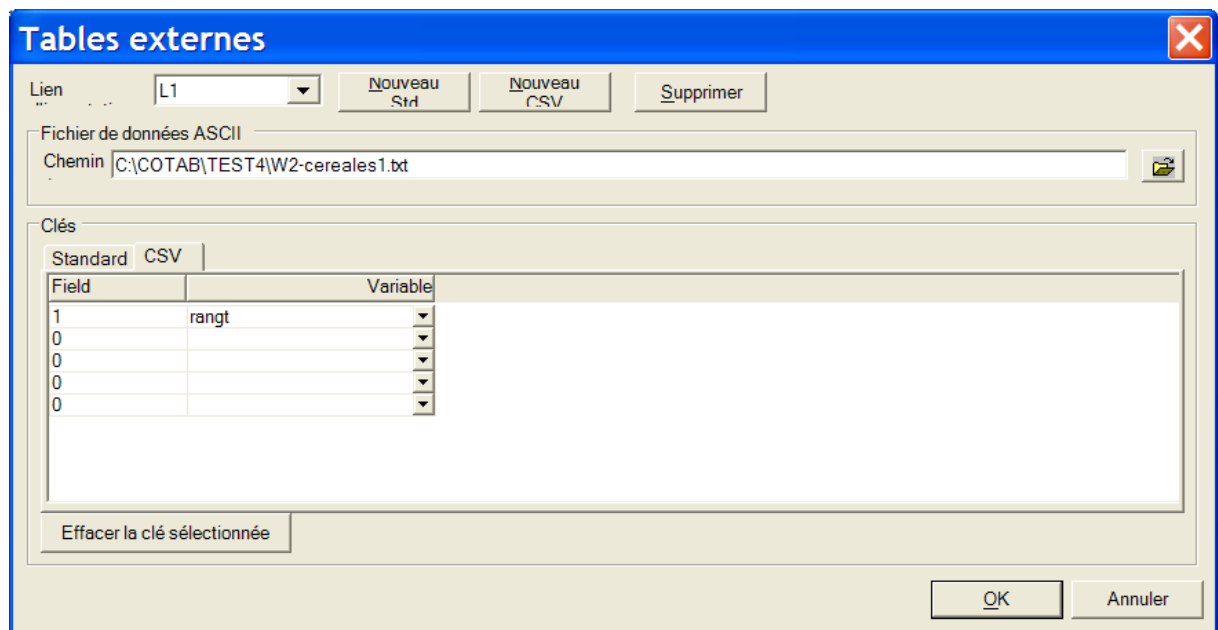 Tables externes
Lien
L1
Nouveau
Std
Nouveau
CSV
Supprimer
Fichier de données ASCII
Chemin
C:\COTAB\TEST4\W2-cereales1.txt
Clés
Standard CSV
Field Variable
1 rangt
0
0
0
0
Effacer la clé sélectionnée
OK Annuler